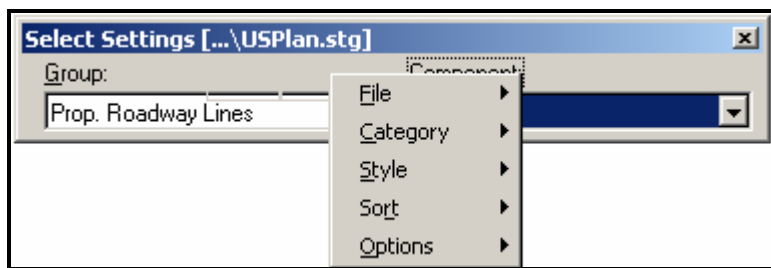 Select Settings [...\USPlan.stg]
Group: Component:
Prop. Roadway Lines
File
Category
Style
Sort
Options